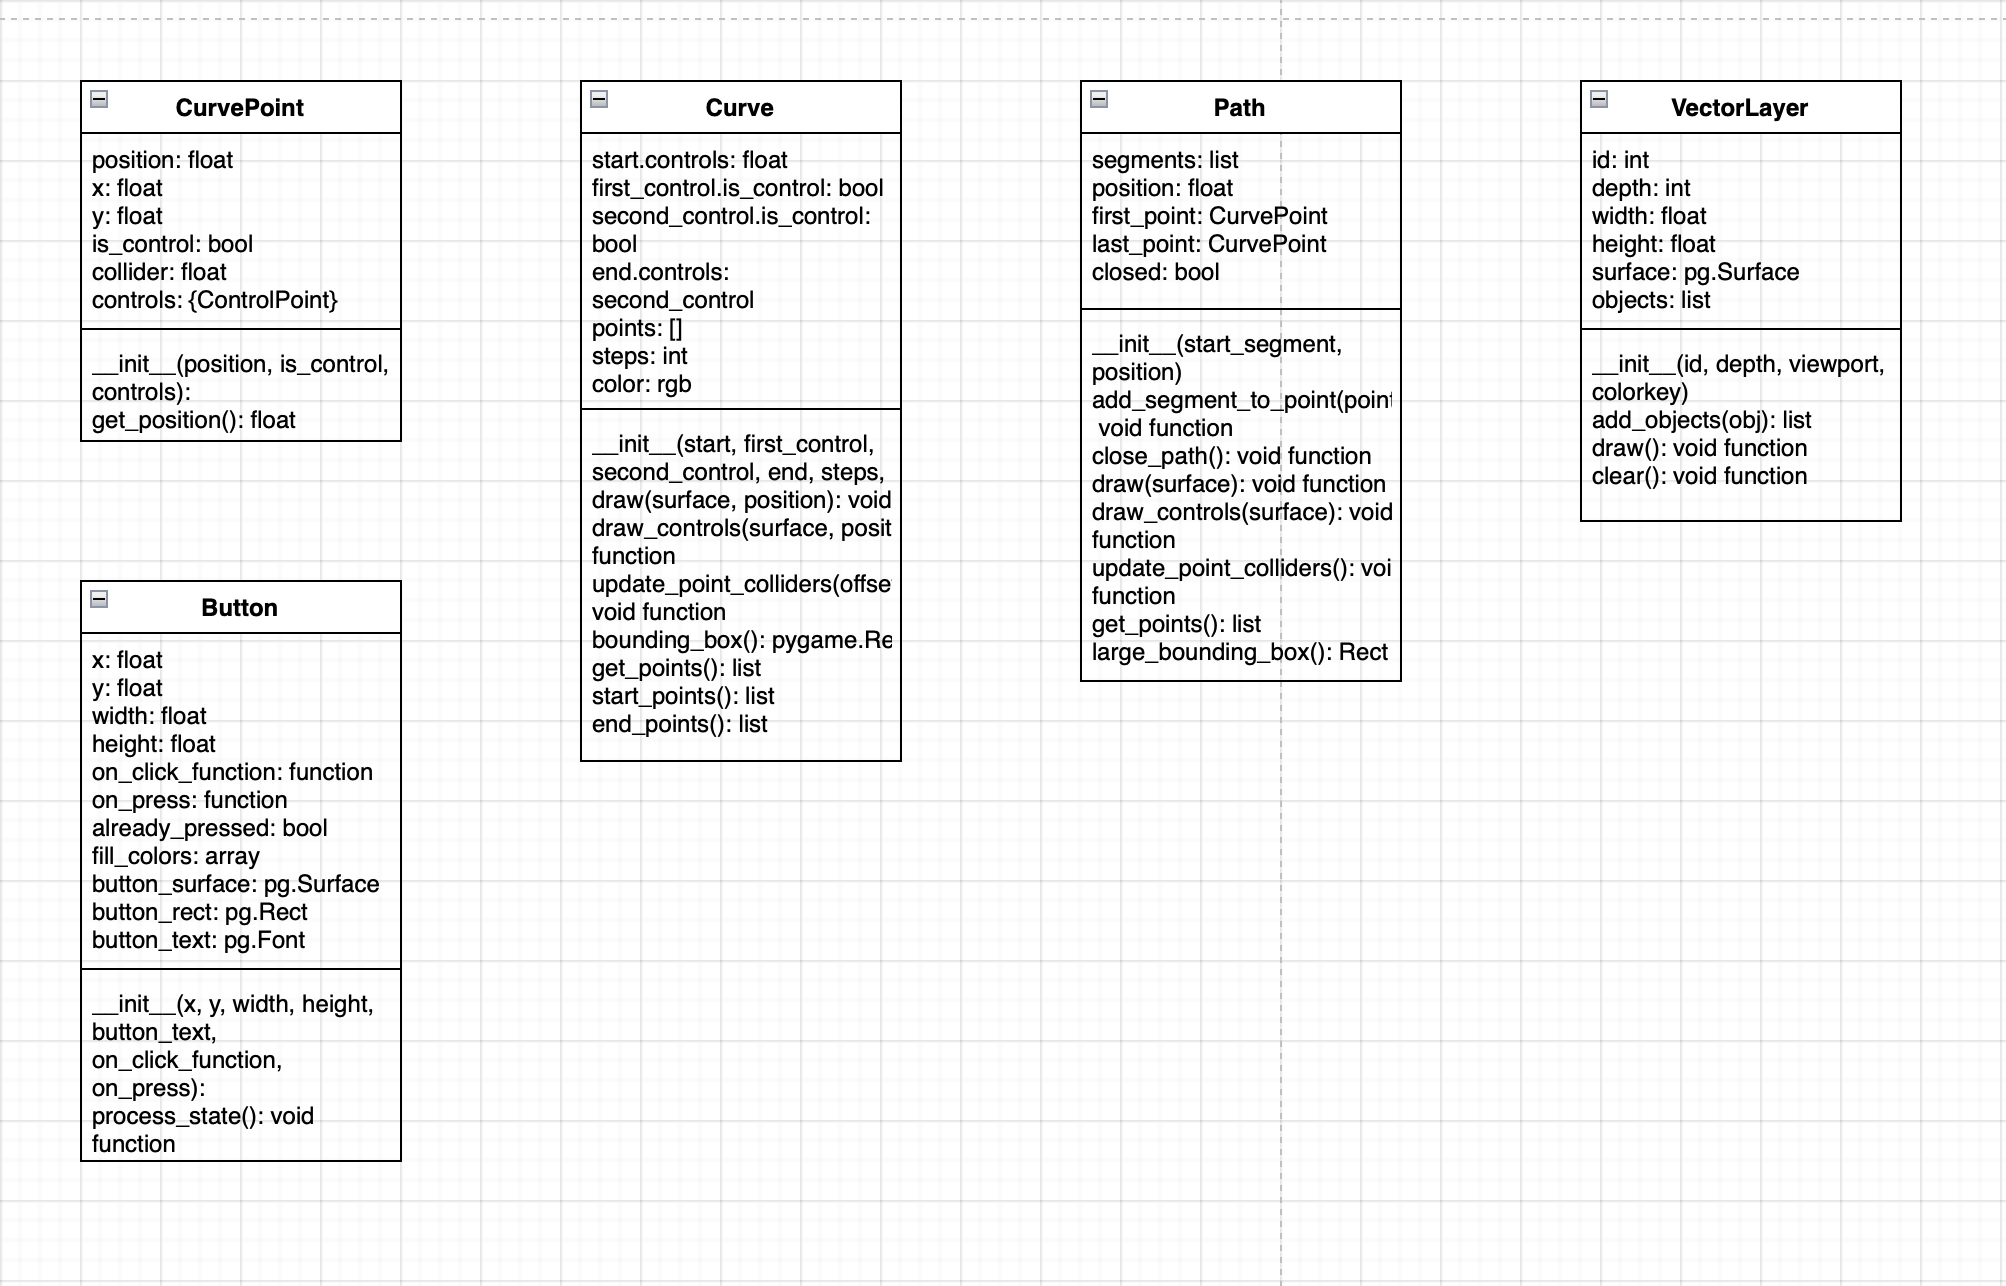 CurvePoint
position: float
x: float
y: float
is_control: bool
collider: float
controls: {ControlPoint}
__init__(position, is_control,
controls):
get_position(): float
Curve
start.controls: float
first_control.is_control: bool
second_control.is_control:
bool
end.controls:
second_control
points: []
steps: int
color: rgb
__init__(start, first_control,
second_control, end, steps,
draw(surface, position): void
draw_controls(surface, posit
function
update_point_colliders(offse
void function
bounding_box(): pygame.Re
get_points(): list
start_points(): list
end_points(): list
Path
segments: list
position: float
first_point: CurvePoint
last_point: CurvePoint
closed: bool
__init__(start_segment,
position)
add_segment_to_point(point
void function
close_path(): void function
draw(surface): void function
draw_controls(surface): void
function
update_point_colliders(): voi
function
get_points(): list
large_bounding_box(): Rect
VectorLayer
id: int
depth: int
width: float
height: float
surface: pg.Surface
objects: list
__init__(id, depth, viewport,
colorkey)
add_objects(obj): list
draw(): void function
clear(): void function
Button
x: float
y: float
width: float
height: float
on_click_function: function
on_press: function
already_pressed: bool
fill_colors: array
button_surface: pg.Surface
button_rect: pg.Rect
button_text: pg.Font
__init__(x, y, width, height,
button_text,
on_click_function,
on_press):
process_state(): void
function